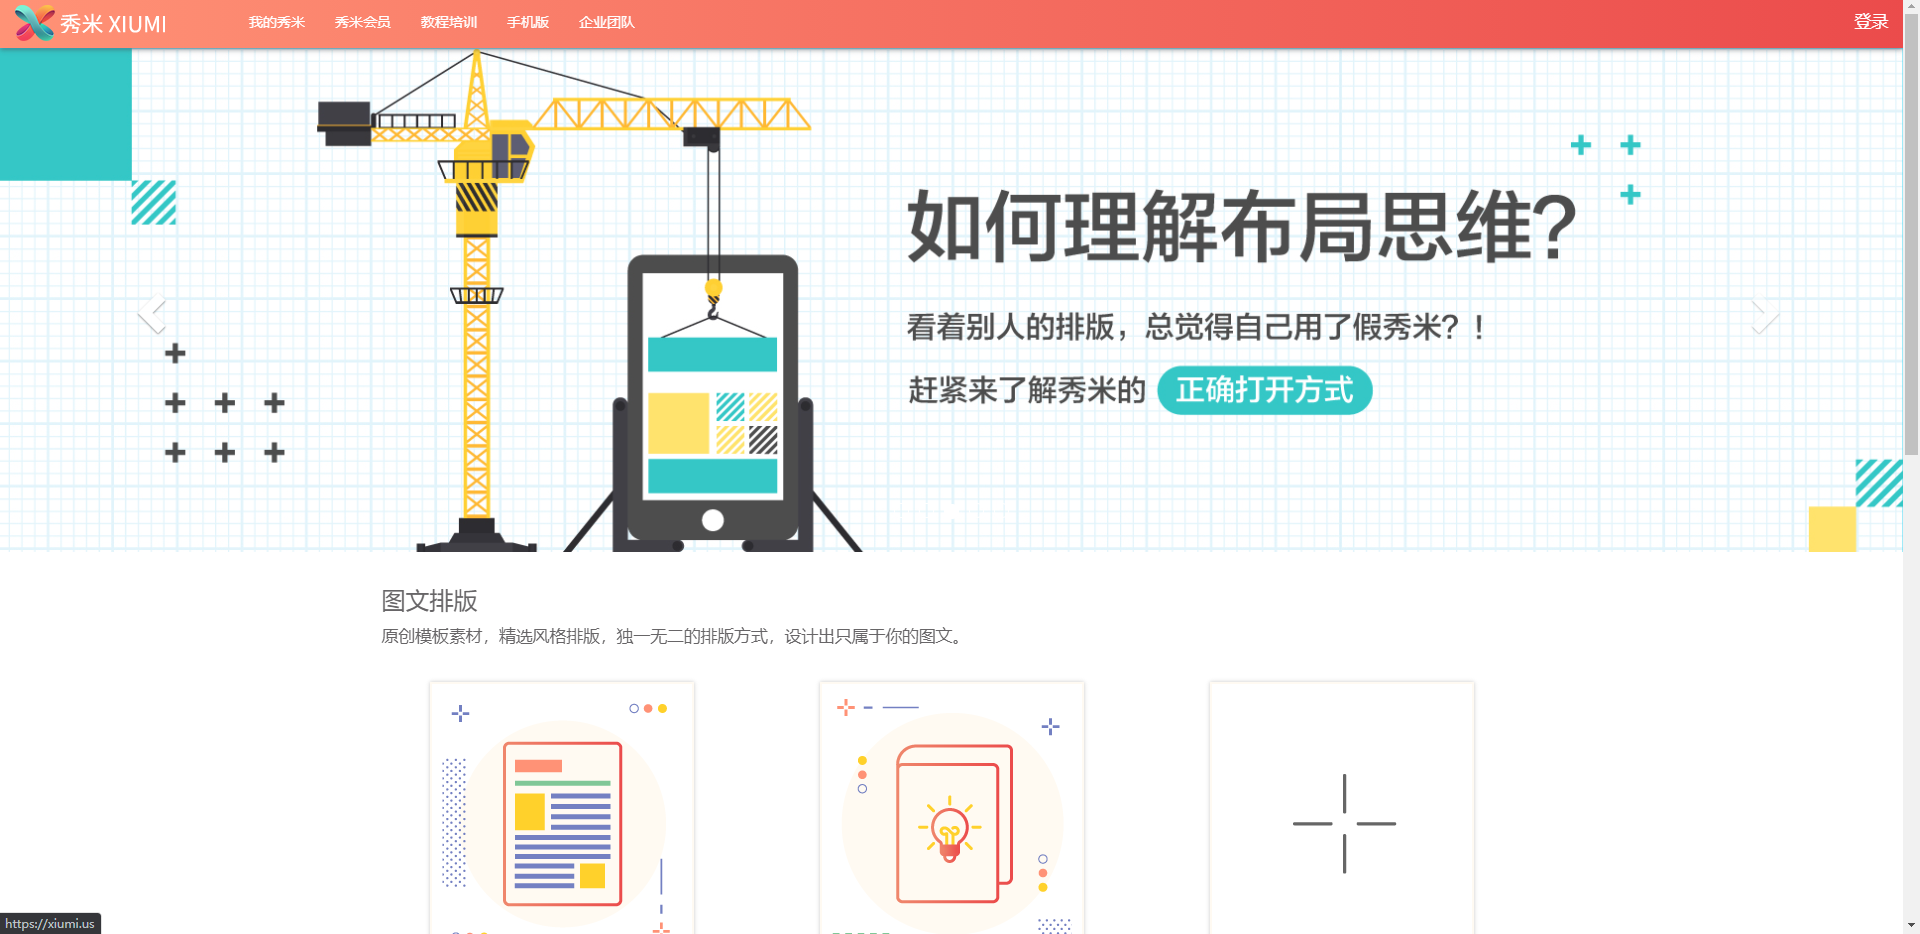 秀米 XIUMI
我的秀米 秀米会员 教程培训 手机版 企业团队 登录
如何理解布局思维?
看着别人的排版，总觉得自己用了假秀米? !
赶紧来了解秀米的 正确打开方式
图文排版
原创模板素材，精选风格排版，独一无二的排版方式，设计出只属于你的图文。
https://xiumi.us